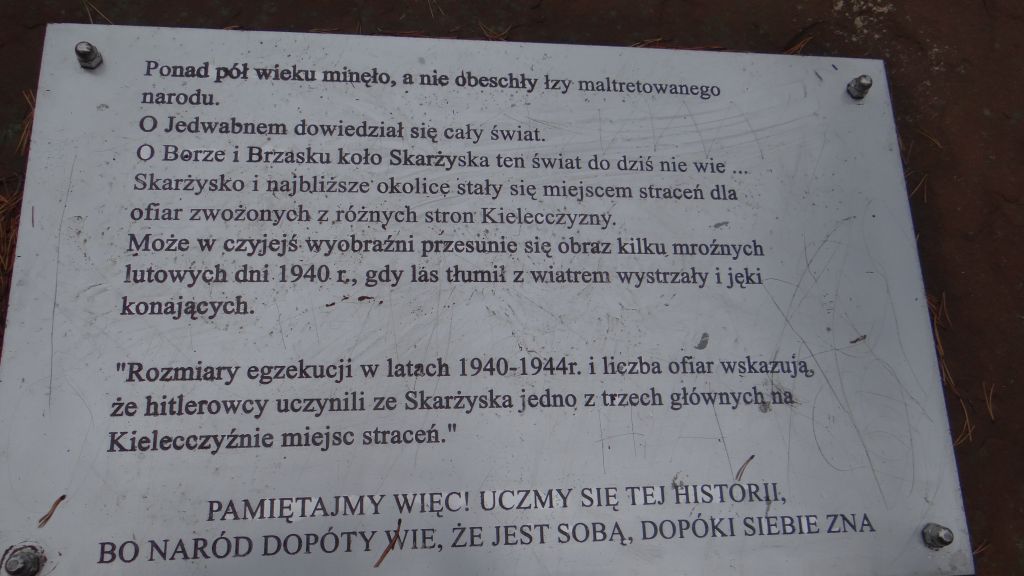 Ponad pół wieku minęło, a nie obeschły łzy maltretowanego
narodu.
O Jedwabnem dowiedział się cały świat.
O Borze i Brzasku koło Skarżyska ten świat do dziś nie wie ...
Skarżysko i najbliższe okolice stały się miejscem straceń dla
ofiar zwożonych z różnych stron Kielecczyzny.
Może w czyjejś wyobraźni przesunie się obraz kilku mroźnych
lutowych dni 1940 r., gdy las tłumił z wiatrem wystrzały i jęki
konających.
"Rozmiary egzekucji w latach 1940-1944r. i liczba ofiar wskazują,
że hitlerowcy uczynili ze Skarżyska jedno z trzech głównych na
Kielecczyźnie miejsc straceń."
PAMIĘTAJMY WIĘC! UCZMY SIĘ TEJ HISTORII,
BO NARÓD DOPÓTY WIE, ŻE JEST SOBĄ, DOPÓKI SIEBIE ZNA